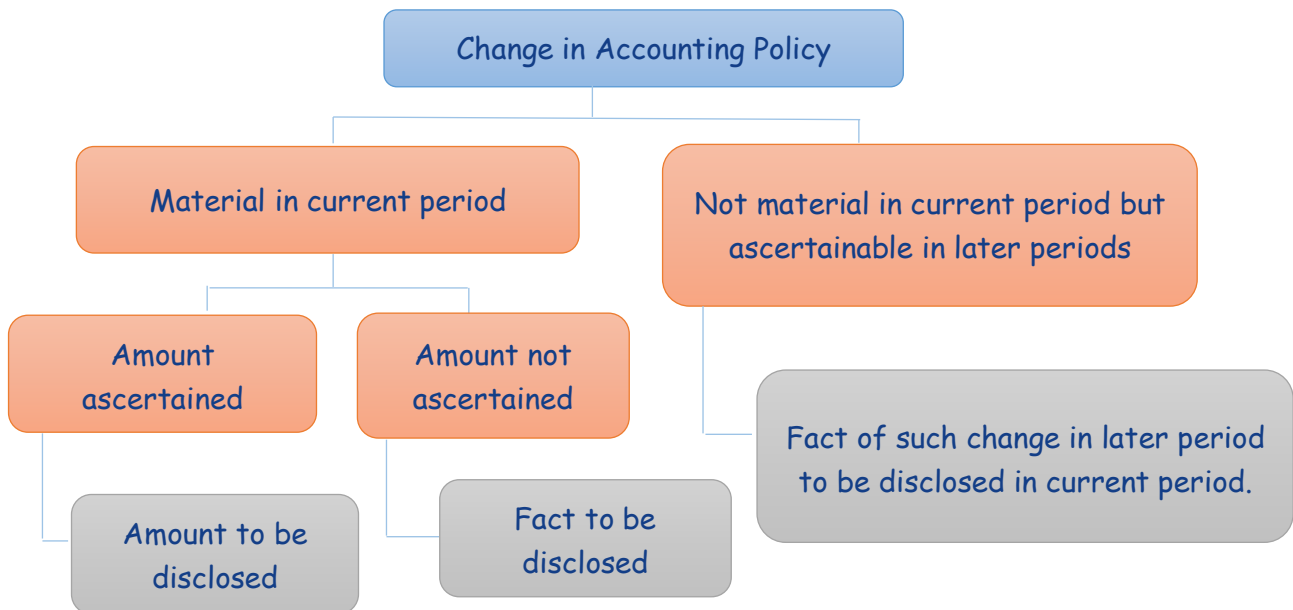 Change in Accounting Policy
Material in current period
Not material in current period but
ascertainable in later periods
Amount
ascertained
Amount not
ascertained
Fact of such change in later period
to be disclosed in current period.
Amount to be
disclosed
Fact to be
disclosed